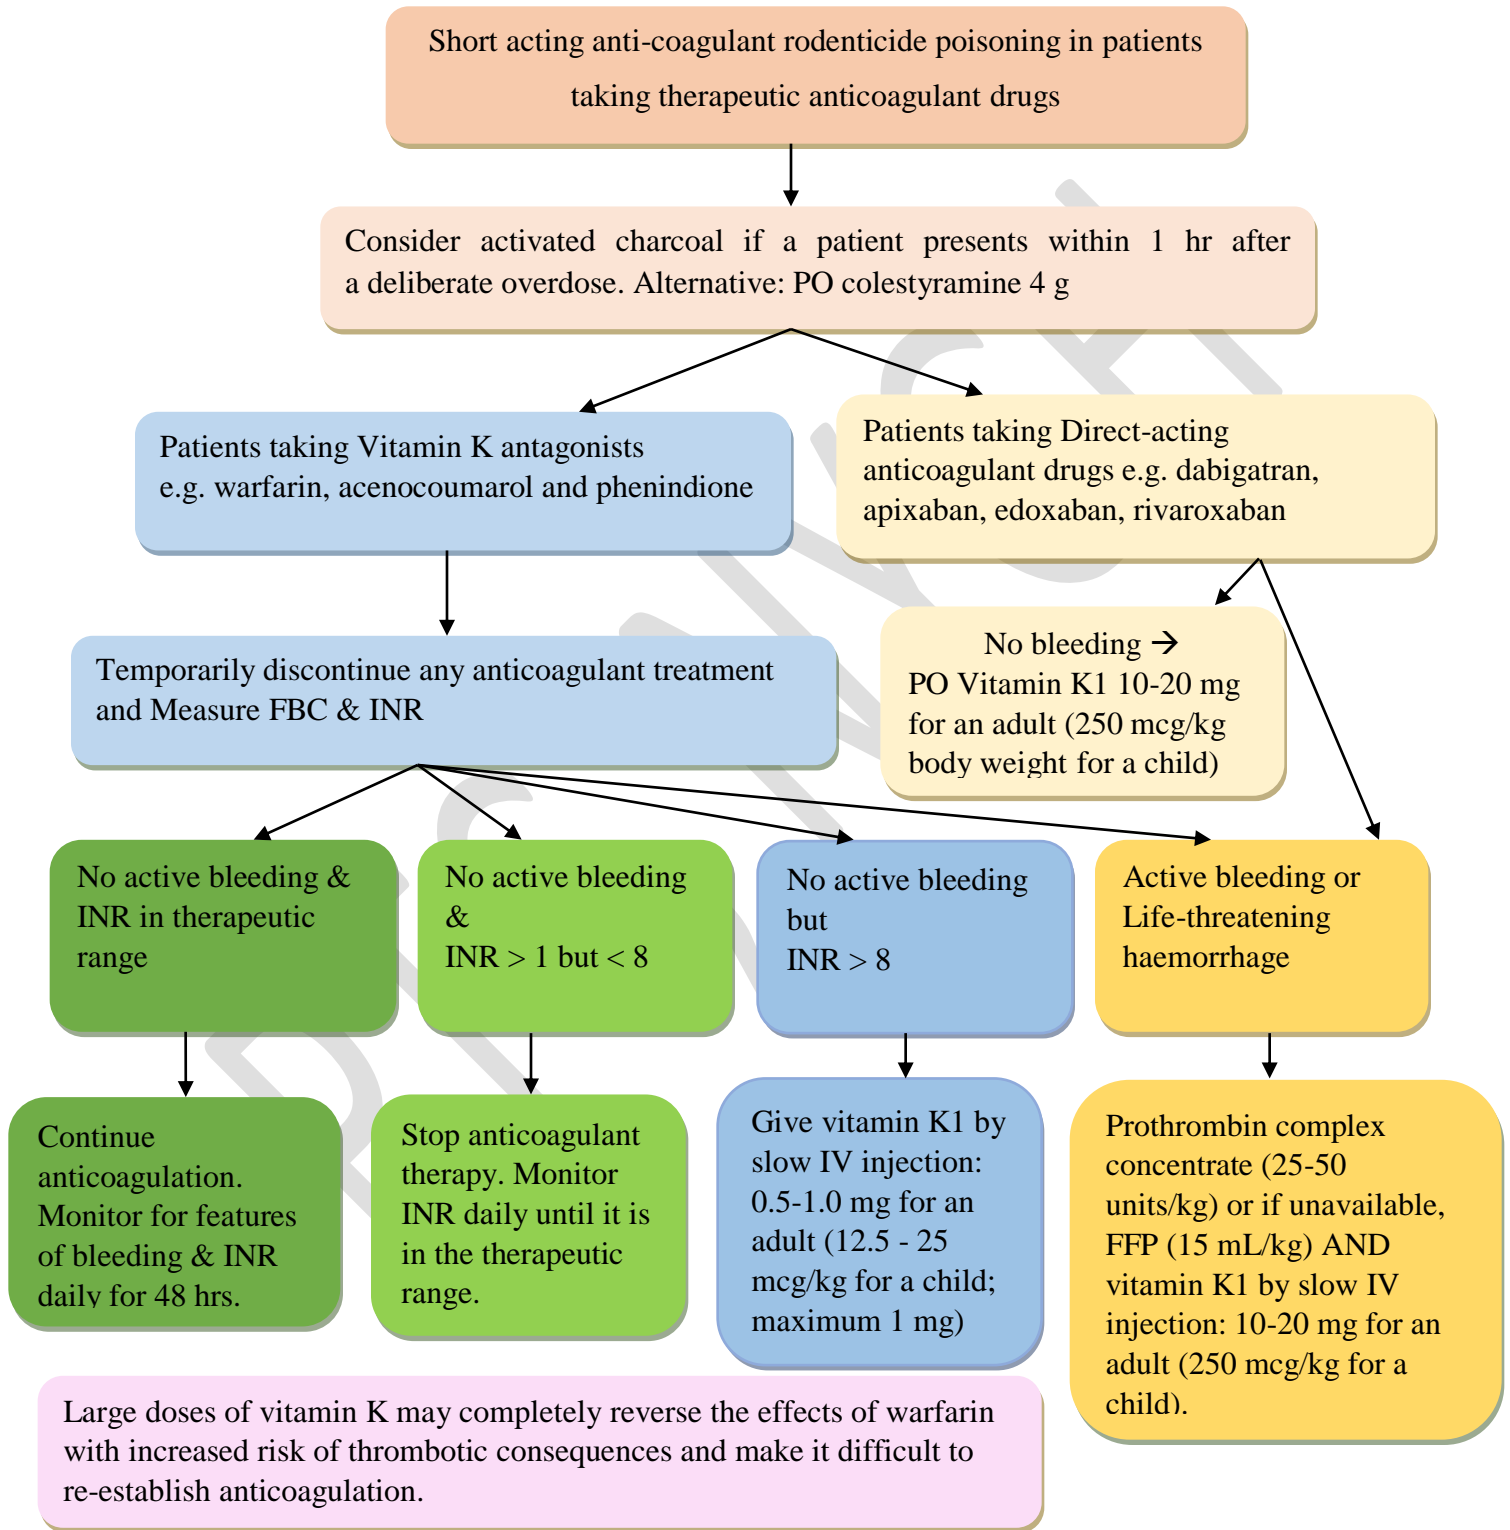 Short acting anti-coagulant rodenticide poisoning in patients
taking therapeutic anticoagulant drugs
Consider activated charcoal if a patient presents within 1 hr after
a deliberate overdose. Alternative: PO colestyramine 4 g
Patients taking Vitamin K antagonists
e.g. warfarin, acenocoumarol and phenindione
Patients taking Direct-acting
anticoagulant drugs e.g. dabigatran,
apixaban, edoxaban, rivaroxaban
Temporarily discontinue any anticoagulant treatment
and Measure FBC & INR
No bleeding →
PO Vitamin K1 10-20 mg
for an adult (250 mcg/kg
body weight for a child)
No active bleeding &
INR in therapeutic
range
No active bleeding
&
INR > 1 but < 8
No active bleeding
but
INR > 8
Active bleeding or
Life-threatening
haemorrhage
Continue
anticoagulation.
Monitor for features
of bleeding & INR
daily for 48 hrs.
Stop anticoagulant
therapy. Monitor
INR daily until it is
in the therapeutic
range.
Give vitamin K1 by
slow IV injection:
0.5-1.0 mg for an
adult (12.5 - 25
mcg/kg for a child;
maximum 1 mg)
Prothrombin complex
concentrate (25-50
units/kg) or if unavailable,
FFP (15 mL/kg) AND
vitamin K1 by slow IV
injection: 10-20 mg for an
adult (250 mcg/kg for a
child).
Large doses of vitamin K may completely reverse the effects of warfarin
with increased risk of thrombotic consequences and make it difficult to
re-establish anticoagulation.